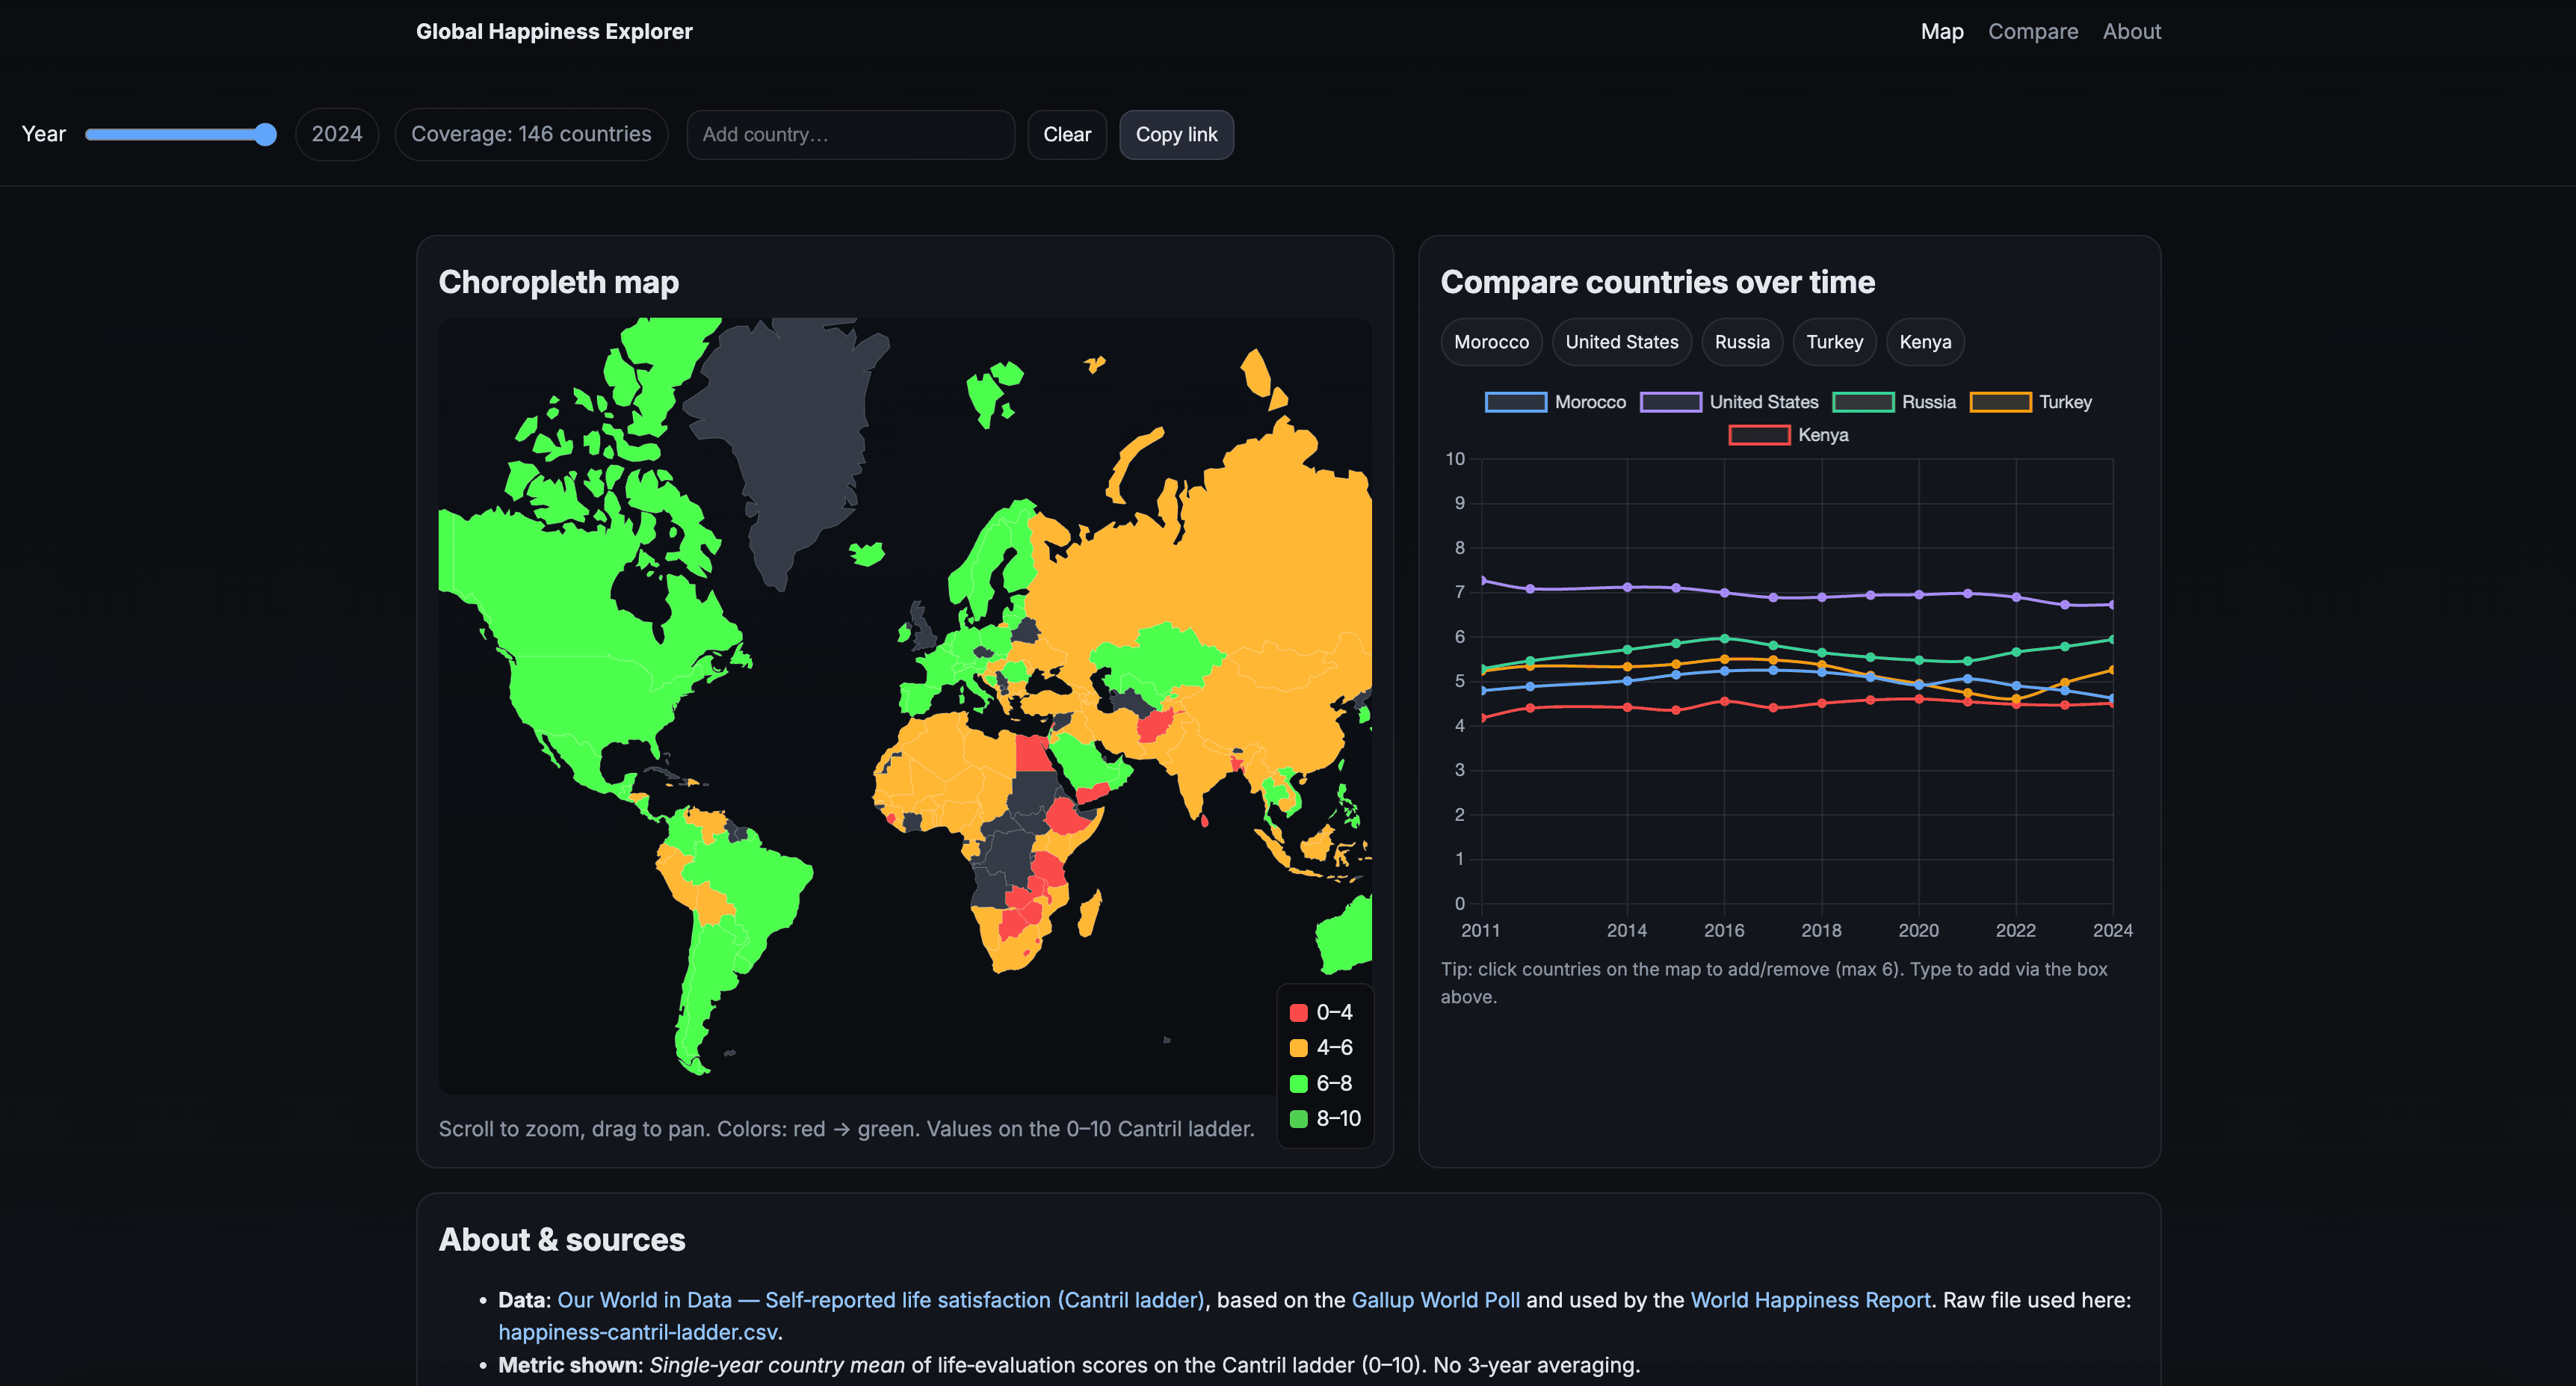 Global Happiness Explorer
Map Compare About
Year 2024 Coverage: 146 countries Add country... Clear Copy link
Choropleth map
0–4
4–6
6–8
8–10
Scroll to zoom, drag to pan. Colors: red → green. Values on the 0–10 Cantril ladder.
Compare countries over time
Morocco United States Russia Turkey Kenya
Morocco United States Russia Turkey
Kenya
10
9
8
7
6
5
4
3
2
1
0
2011 2014 2016 2018 2020 2022 2024
Tip: click countries on the map to add/remove (max 6). Type to add via the box
above.
About & sources
• Data: Our World in Data — Self-reported life satisfaction (Cantril ladder), based on the Gallup World Poll and used by the World Happiness Report. Raw file used here:
happiness-cantril-ladder.csv.
• Metric shown: Single-year country mean of life-evaluation scores on the Cantril ladder (0–10). No 3-year averaging.